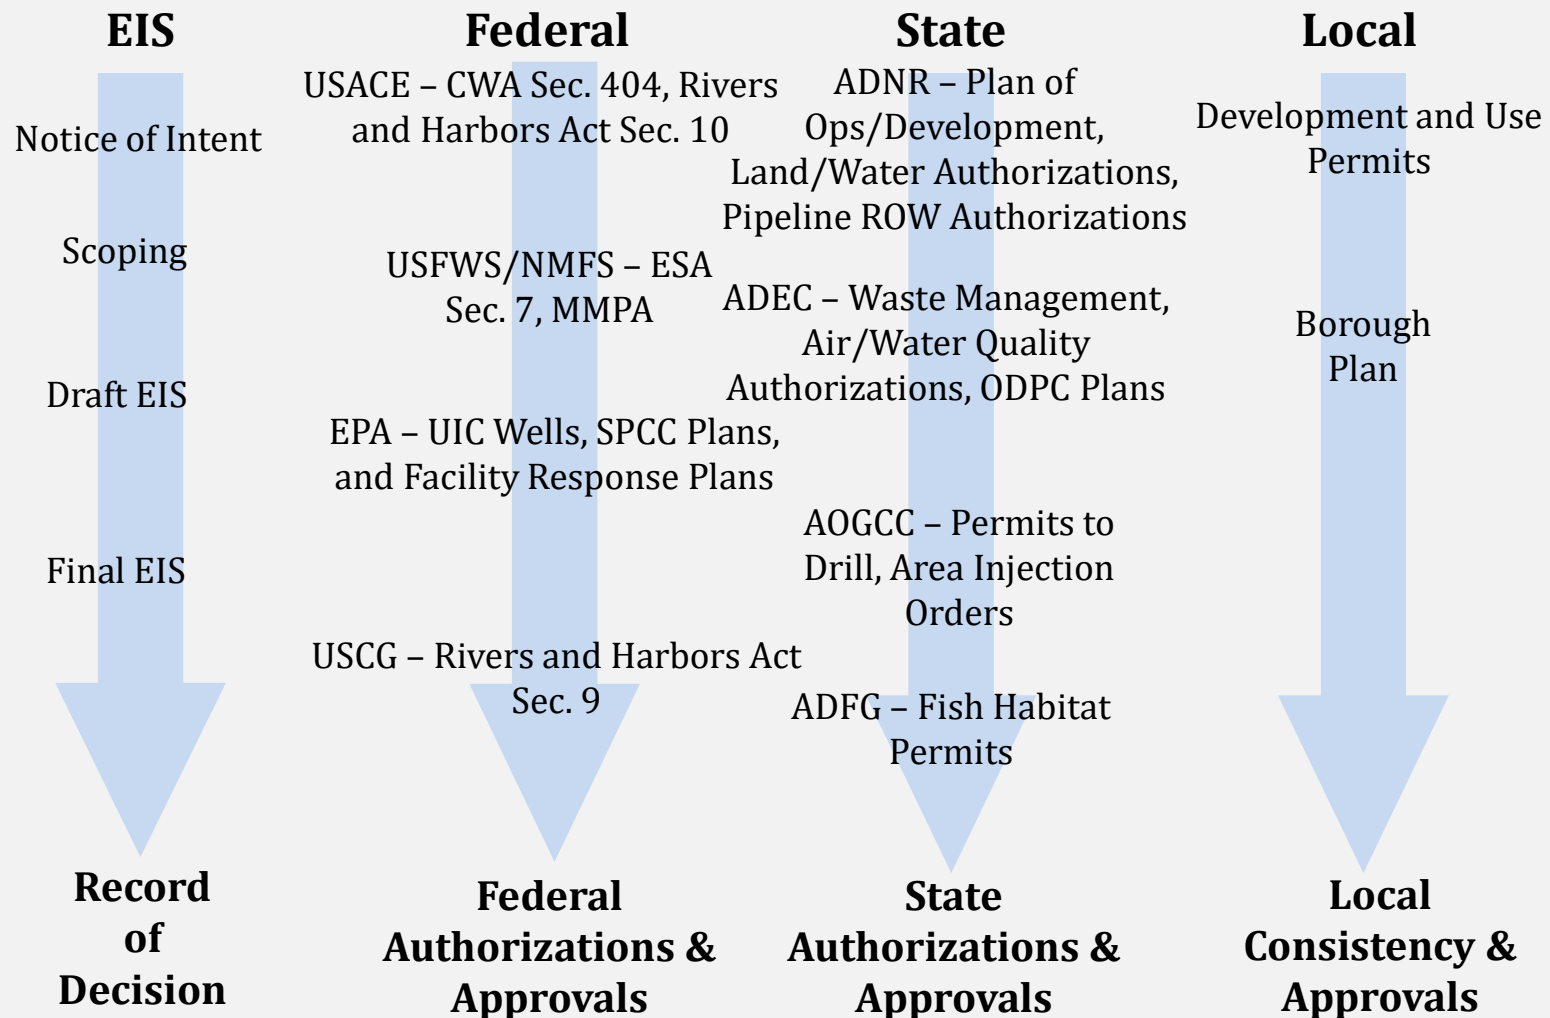 EIS
Notice of Intent
Scoping
Draft EIS
Final EIS
Record
of
Decision
Federal
USACE – CWA Sec. 404, Rivers
and Harbors Act Sec. 10
USFWS/NMFS – ESA
Sec. 7, MMPA
EPA – UIC Wells, SPCC Plans,
and Facility Response Plans
USCG – Rivers and Harbors Act
Sec. 9
Federal
Authorizations &
Approvals
State
ADNR – Plan of
Ops/Development,
Land/Water Authorizations,
Pipeline ROW Authorizations
ADEC – Waste Management,
Air/Water Quality
Authorizations, ODPC Plans
AOGCC – Permits to
Drill, Area Injection
Orders
ADFG – Fish Habitat
Permits
State
Authorizations &
Approvals
Local
Development and Use
Permits
Borough
Plan
Local
Consistency &
Approvals